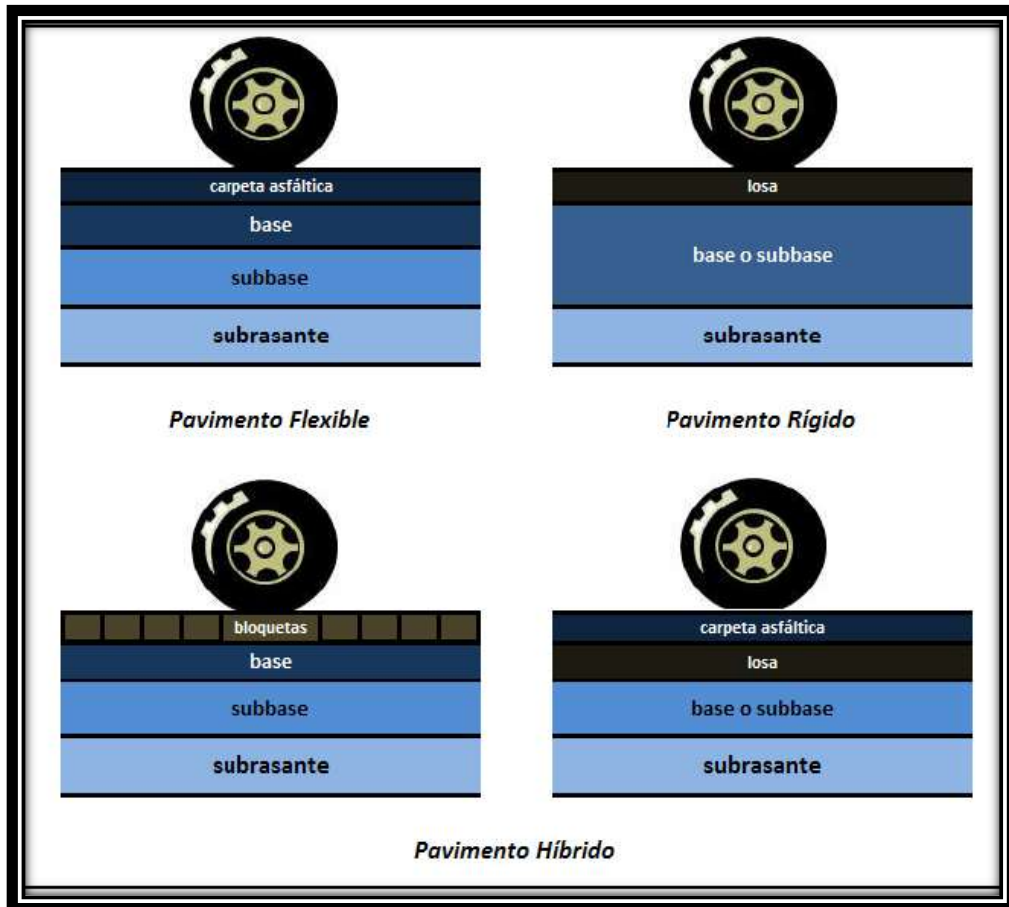 carpeta asfáltica
base
subbase
subrasante
Pavimento Flexible
losa
base o subbase
subrasante
Pavimento Rígido
bloquetas
base
subbase
subrasante
carpeta asfáltica
losa
base o subbase
subrasante
Pavimento Híbrido